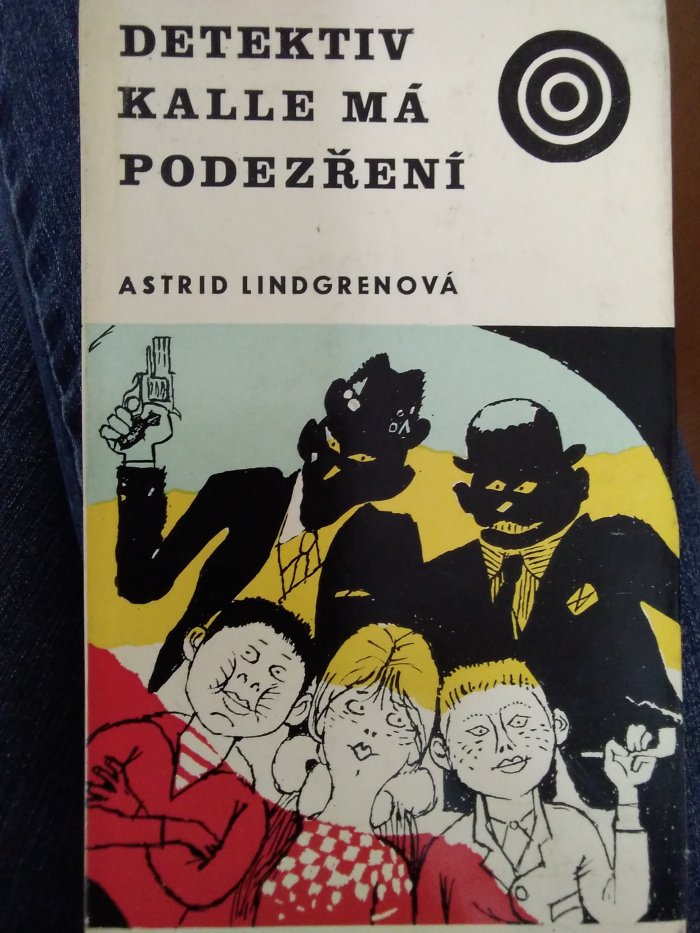 DETEKTIV
KALLE MÁ
PODEZŘENÍ
ASTRID LINDGRENOVÁ